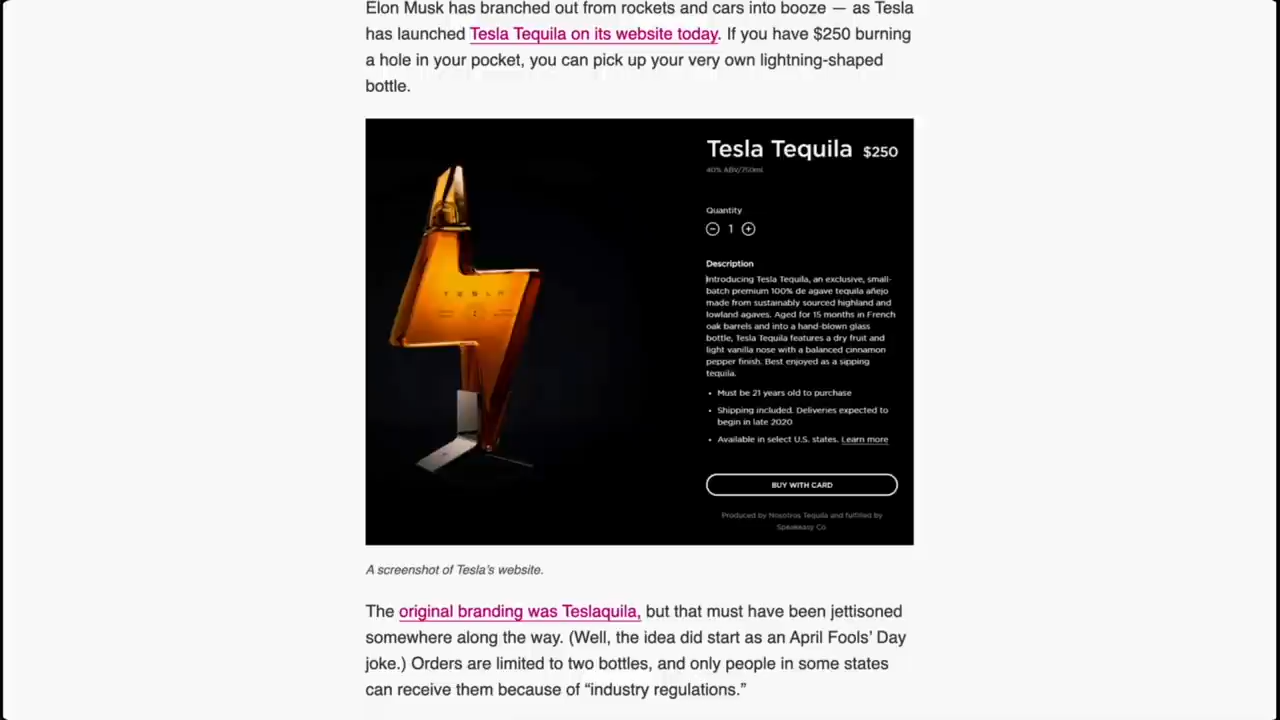 Elon Musk has branched out from rockets and cars into booze — as Tesla
has launched Tesla Tequila on its website today. If you have $250 burning
a hole in your pocket, you can pick up your very own lightning-shaped
bottle.
Tesla Tequila $250
40% ABV/750ml
Quantity
1
Description
Introducing Tesla Tequila, an exclusive, small-
batch premium 100% de agave tequila añejo
made from sustainably sourced highland and
lowland agaves. Aged for 15 months in French
oak barrels and into a hand-blown glass
bottle, Tesla Tequila features a dry fruit and
light vanilla nose with a balanced cinnamon
pepper finish. Best enjoyed as a sipping
tequila.
• Must be 21 years old to purchase
• Shipping included. Deliveries expected to
begin in late 2020
• Available in select U.S. states. Learn more
BUY WITH CARD
Produced by Nosotros Tequila and fulfilled by
Speakeasy Co
TESLA
A screenshot of Tesla’s website.
The original branding was Teslaquila, but that must have been jettisoned
somewhere along the way. (Well, the idea did start as an April Fools’ Day
joke.) Orders are limited to two bottles, and only people in some states
can receive them because of “industry regulations.”